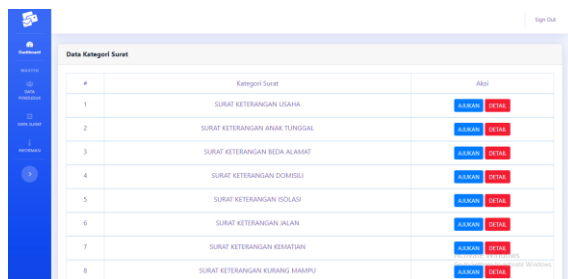 Sign Out
Dashboard
MASTER
DATA
PENDUDUK
DATA SURAT
INFORMASI
Data Kategori Surat
# Kategori Surat Aksi
1 SURAT KETERANGAN USAHA AJUKAN DETAIL
2 SURAT KETERANGAN ANAK TUNGGAL AJUKAN DETAIL
3 SURAT KETERANGAN BEDA ALAMAT AJUKAN DETAIL
4 SURAT KETERANGAN DOMISILI AJUKAN DETAIL
5 SURAT KETERANGAN ISOLASI AJUKAN DETAIL
6 SURAT KETERANGAN JALAN AJUKAN DETAIL
7 SURAT KETERANGAN KEMATIAN AJUKAN DETAIL
Activate Windows
8 SURAT KETERANGAN KURANG MAMPU AJUKAN DETAIL